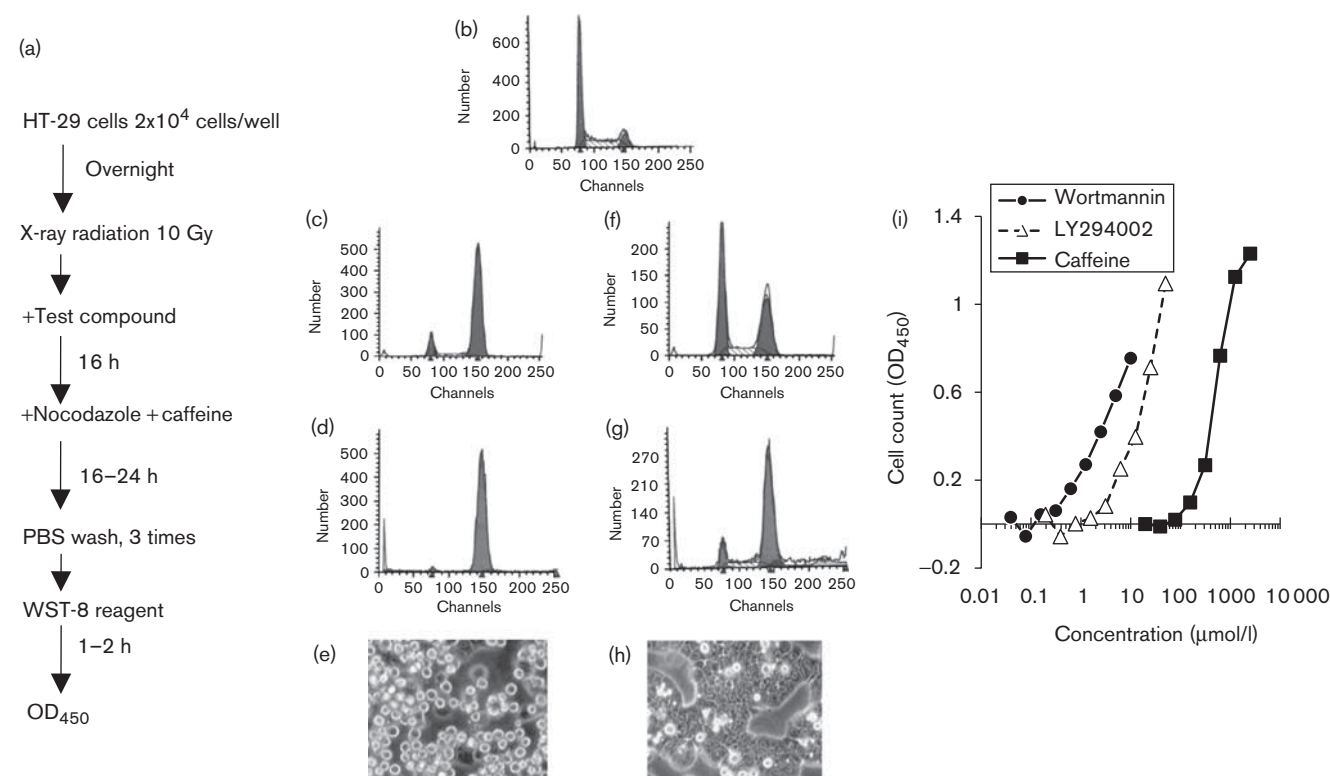 (a)
HT-29 cells 2x10⁴ cells/well
Overnight
X-ray radiation 10 Gy
+Test compound
16 h
+Nocodazole + caffeine
16–24 h
PBS wash, 3 times
WST-8 reagent
1–2 h
OD₄₅₀
(b)
Number
600
400
200
0
0 50 100 150 200 250
Channels
(c)
Number
500
400
300
200
100
0
0 50 100 150 200 250
Channels
(d)
Number
500
400
300
200
100
0
0 50 100 150 200 250
Channels
(e)
(f)
Number
200
150
100
50
0
0 50 100 150 200 250
Channels
(g)
Number
270
210
140
70
0
0 50 100 150 200 250
Channels
(h)
(i)
Wortmannin
LY294002
Caffeine
Cell count (OD₄₅₀)
1.4
1
0.6
0.2
−0.2
0.01 0.1 1 10 100 1000 10 000
Concentration (μmol/l)